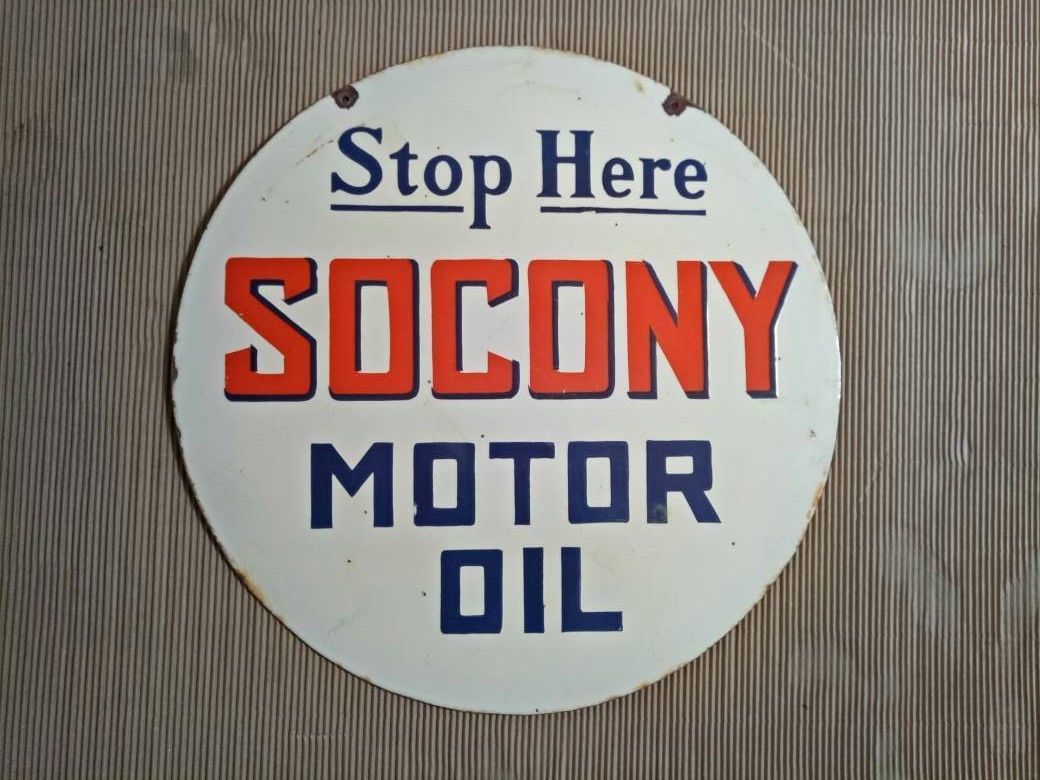 Stop Here
SOCONY
MOTOR
OIL